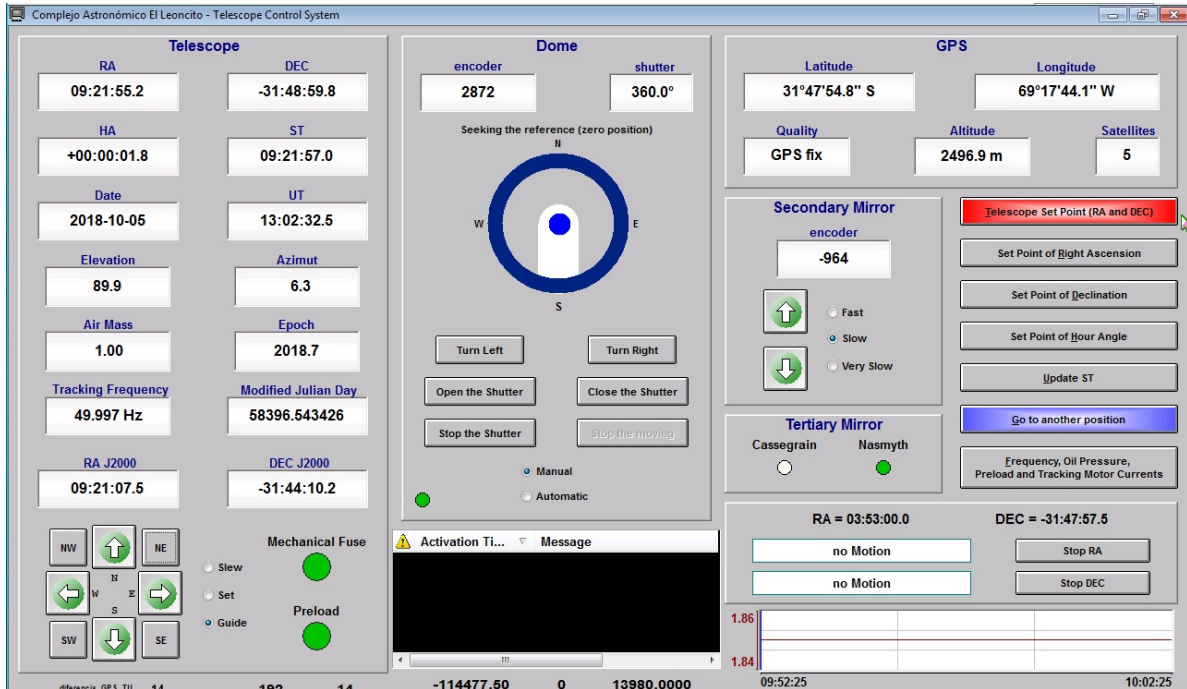 Complejo Astronómico El Leoncito - Telescope Control System
Telescope
RA
DEC
09:21:55.2
-31:48:59.8
HA
ST
+00:00:01.8
09:21:57.0
Date
UT
2018-10-05
13:02:32.5
Elevation
Azimut
89.9
6.3
Air Mass
Epoch
1.00
2018.7
Tracking Frequency
Modified Julian Day
49.997 Hz
58396.543426
RA J2000
DEC J2000
09:21:07.5
-31:44:10.2
NW
NE
N
W
E
S
SW
SE
Slew
Set
Guide
Mechanical Fuse
Preload
Dome
encoder
shutter
2872
360.0°
Seeking the reference (zero position)
N
W
E
S
Turn Left
Turn Right
Open the Shutter
Close the Shutter
Stop the Shutter
Stop the moving
Manual
Automatic
Activation Ti...
Message
GPS
Latitude
Longitude
31°47'54.8" S
69°17'44.1" W
Quality
Altitude
Satellites
GPS fix
2496.9 m
5
Secondary Mirror
encoder
-964
Fast
Slow
Very Slow
Tertiary Mirror
Cassegrain
Nasmyth
Telescope Set Point (RA and DEC)
Set Point of Right Ascension
Set Point of Declination
Set Point of Hour Angle
Update ST
Go to another position
Frequency, Oil Pressure,
Preload and Tracking Motor Currents
RA = 03:53:00.0
DEC = -31:47:57.5
no Motion
Stop RA
no Motion
Stop DEC
1.86
1.84
09:52:25
10:02:25
diferencia GPS TU
14
192
14
-114477.50
0
13980.0000